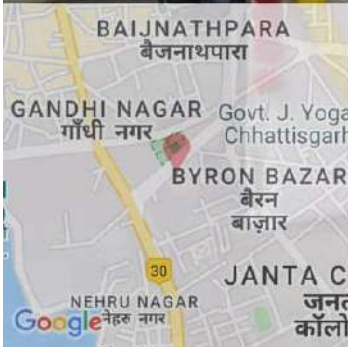 BAIJNATHPARA
बैजनाथपारा
GANDHI NAGAR
गाँधी नगर
Govt. J. Yoga
Chhattisgarh
BYRON BAZAR
बैरन
बाज़ार
30
JANTA C
जनत
कॉलो
NEHRU NAGAR
नेहरू नगर
Google